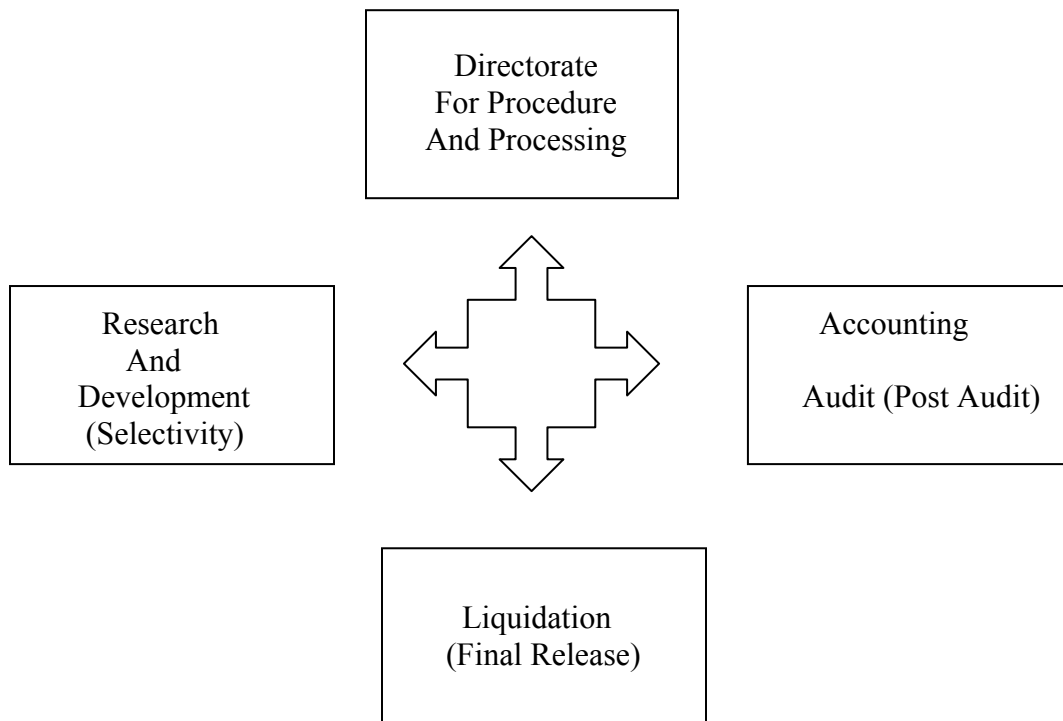 Directorate
For Procedure
And Processing
Research
And
Development
(Selectivity)
Accounting
Audit (Post Audit)
Liquidation
(Final Release)